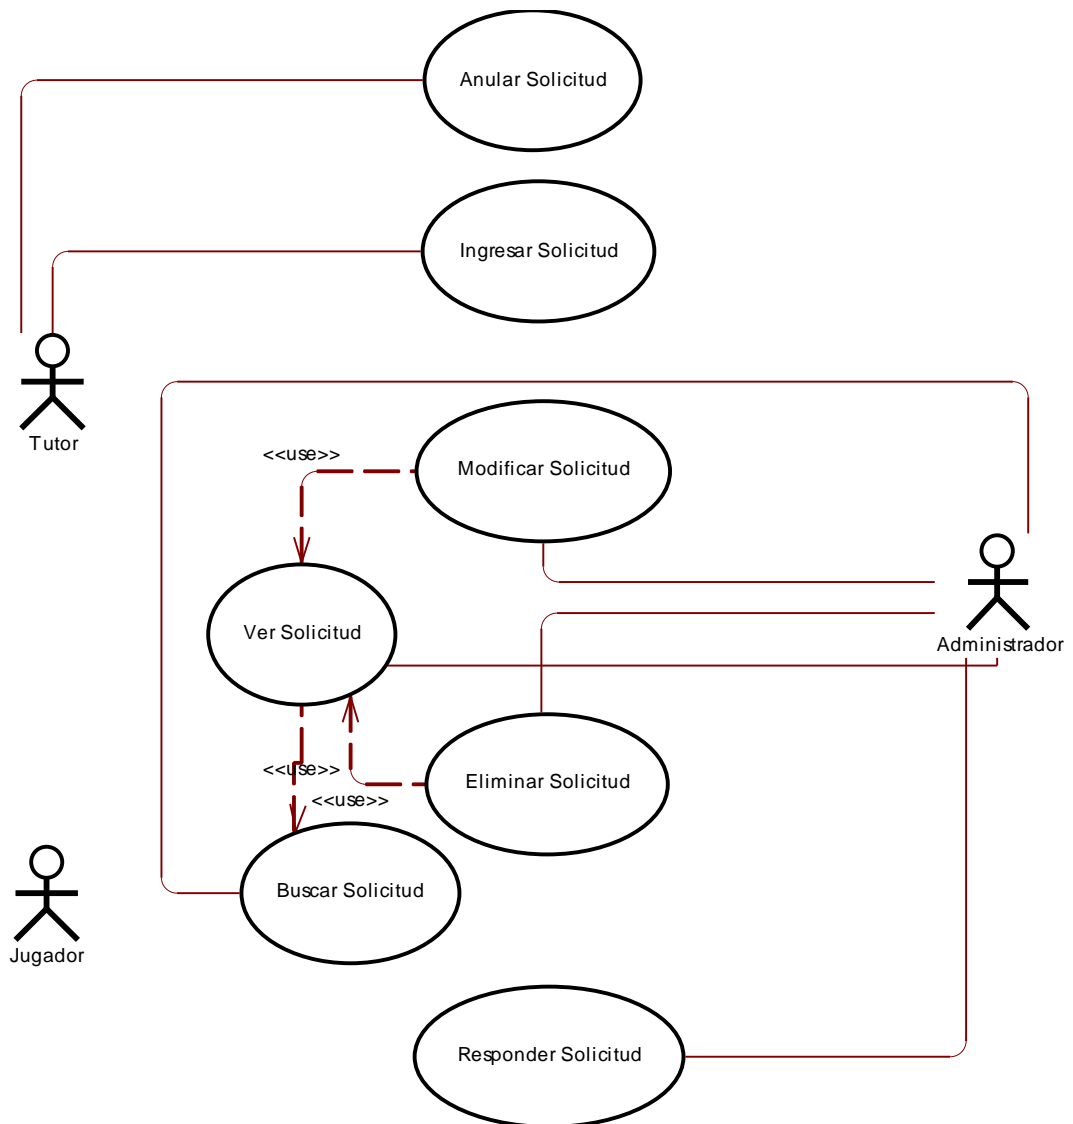 Anular Solicitud
Ingresar Solicitud
Tutor
<<use>>
Modificar Solicitud
Ver Solicitud
Administrador
<<use>>
Eliminar Solicitud
<<use>>
Buscar Solicitud
Jugador
Responder Solicitud